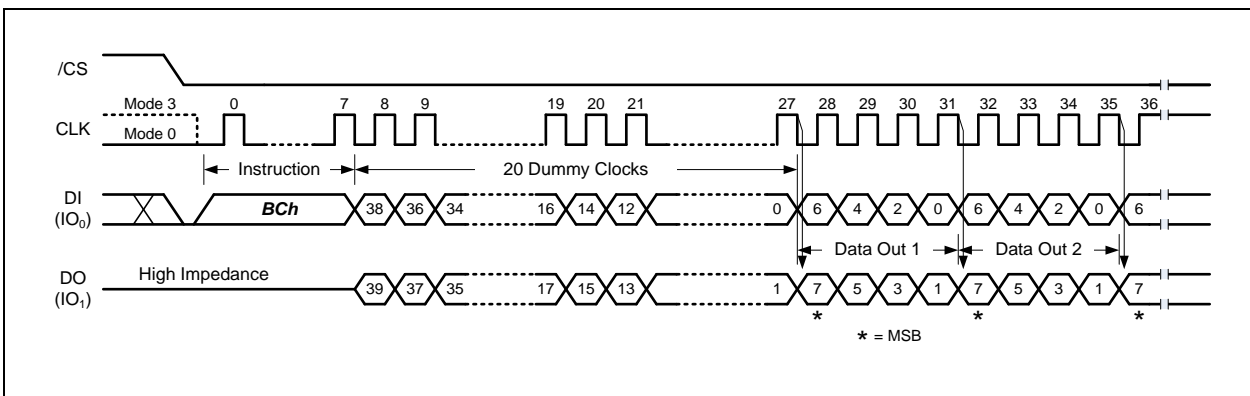 /CS
Mode 3 0 7 8 9 19 20 21 27 28 29 30 31 32 33 34 35 36
CLK
Mode 0
Instruction 20 Dummy Clocks
DI
(IO0)
BCh 38 36 34 16 14 12 0 6 4 2 0 6 4 2 0 6
Data Out 1 Data Out 2
High Impedance
DO
(IO1)
39 37 35 17 15 13 1 7 5 3 1 7 5 3 1 7
* * *
* = MSB